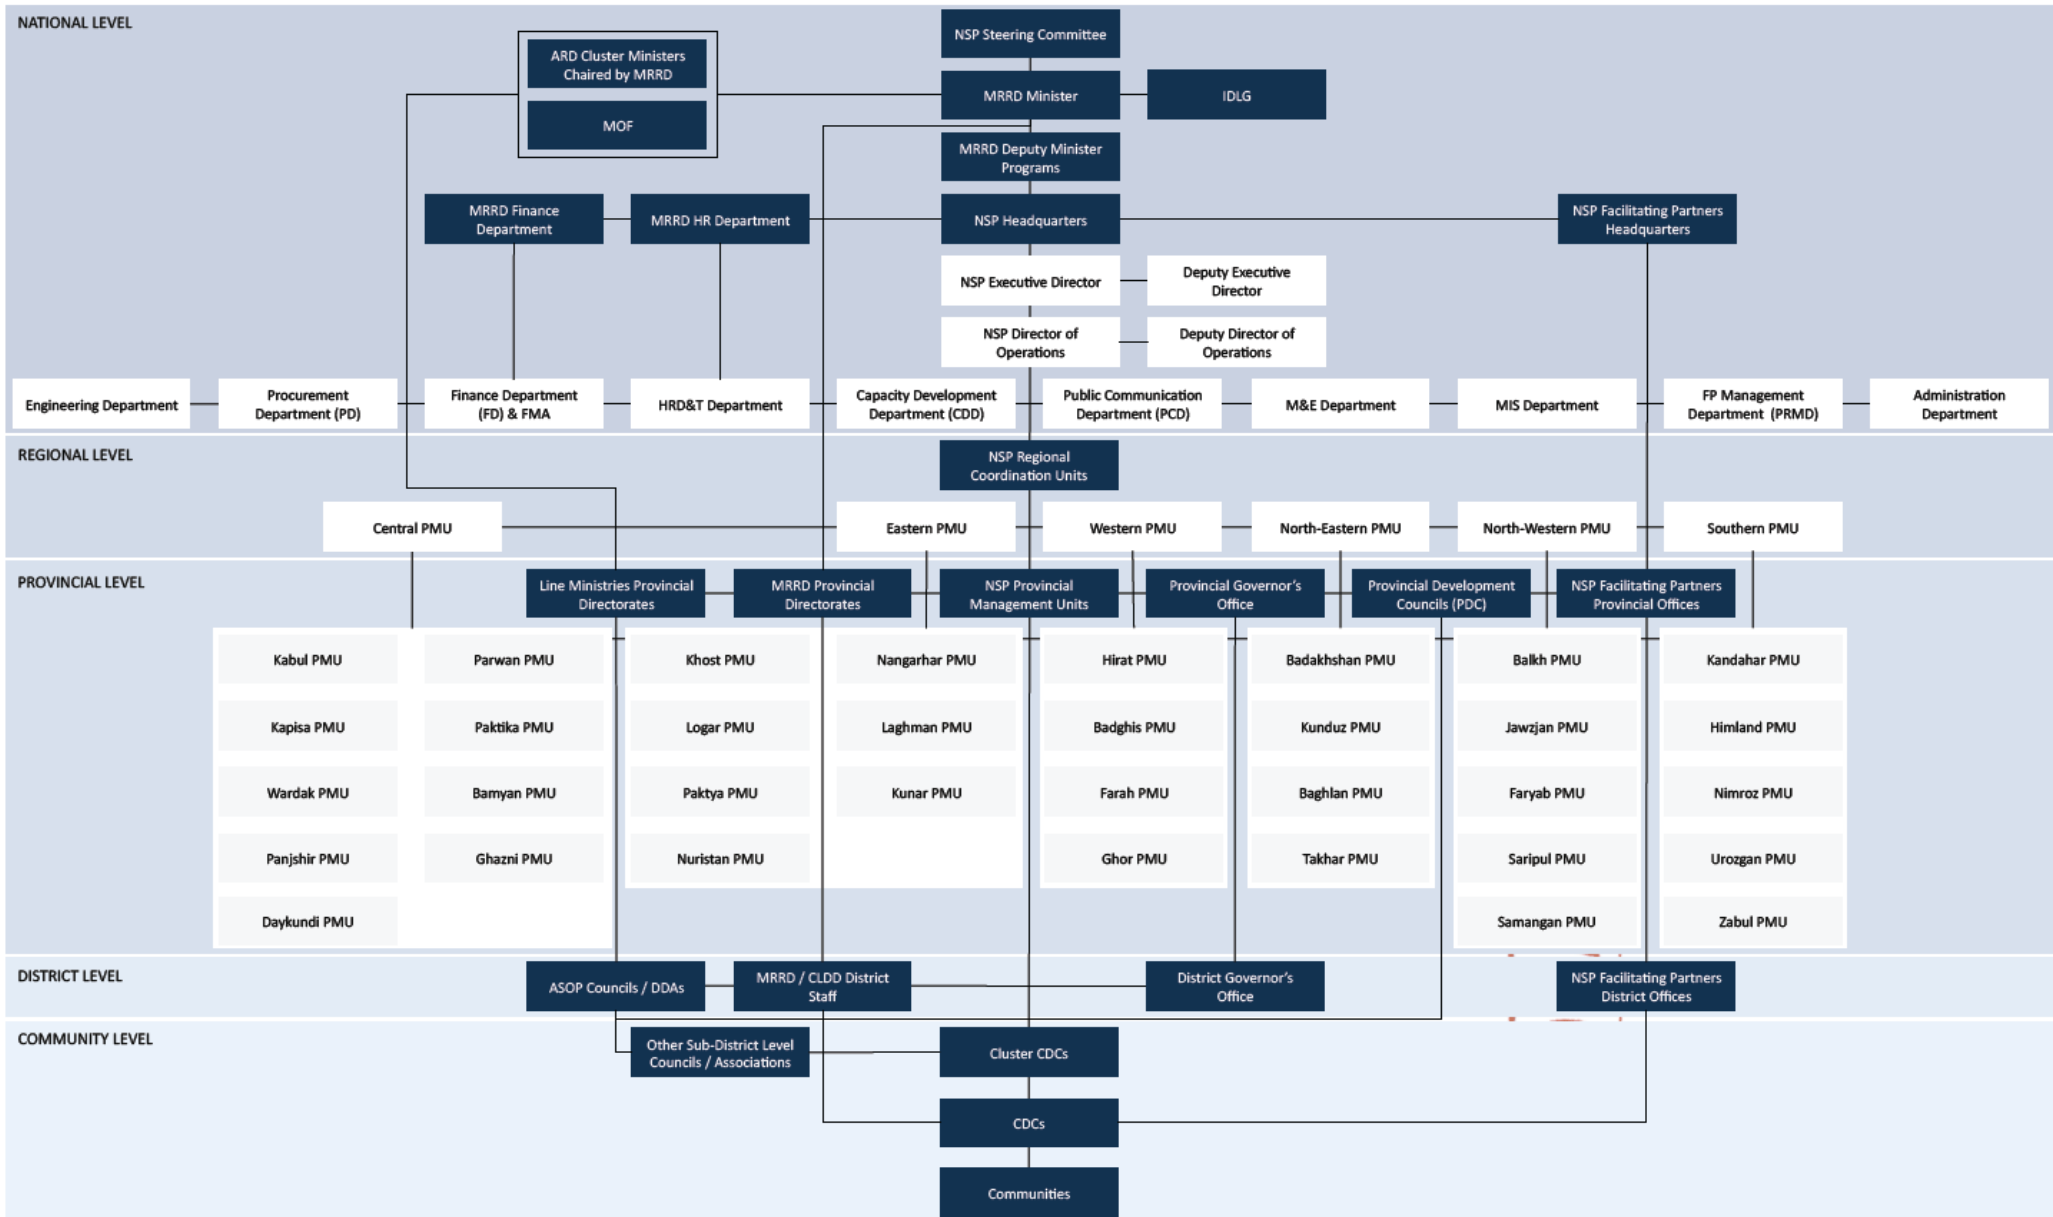 NATIONAL LEVEL
NSP Steering Committee
ARD Cluster Ministers
Chaired by MRRD
MRRD Minister
IDLG
MOF
MRRD Deputy Minister
Programs
MRRD Finance
Department
MRRD HR Department
NSP Headquarters
NSP Facilitating Partners
Headquarters
NSP Executive Director
Deputy Executive
Director
NSP Director of
Operations
Deputy Director of
Operations
Engineering Department
Procurement
Department (PD)
Finance Department
(FD) & FMA
HRD&T Department
Capacity Development
Department (CDD)
Public Communication
Department (PCD)
M&E Department
MIS Department
FP Management
Department (PRMD)
Administration
Department
REGIONAL LEVEL
NSP Regional
Coordination Units
Central PMU
Eastern PMU
Western PMU
North-Eastern PMU
North-Western PMU
Southern PMU
PROVINCIAL LEVEL
Line Ministries Provincial
Directorates
MRRD Provincial
Directorates
NSP Provincial
Management Units
Provincial Governor's
Office
Provincial Development
Councils (PDC)
NSP Facilitating Partners
Provincial Offices
Kabul PMU
Parwan PMU
Khost PMU
Nangarhar PMU
Hirat PMU
Badakhshan PMU
Balkh PMU
Kandahar PMU
Kapisa PMU
Paktika PMU
Logar PMU
Laghman PMU
Badghis PMU
Kunduz PMU
Jawzjan PMU
Himland PMU
Wardak PMU
Bamyan PMU
Paktya PMU
Kunar PMU
Farah PMU
Baghlan PMU
Faryab PMU
Nimroz PMU
Panjshir PMU
Ghazni PMU
Nuristan PMU
Ghor PMU
Takhar PMU
Saripul PMU
Urozgan PMU
Daykundi PMU
Samangan PMU
Zabul PMU
DISTRICT LEVEL
ASOP Councils / DDAs
MRRD / CLDD District
Staff
District Governor's
Office
NSP Facilitating Partners
District Offices
COMMUNITY LEVEL
Other Sub-District Level
Councils / Associations
Cluster CDCs
CDCs
Communities